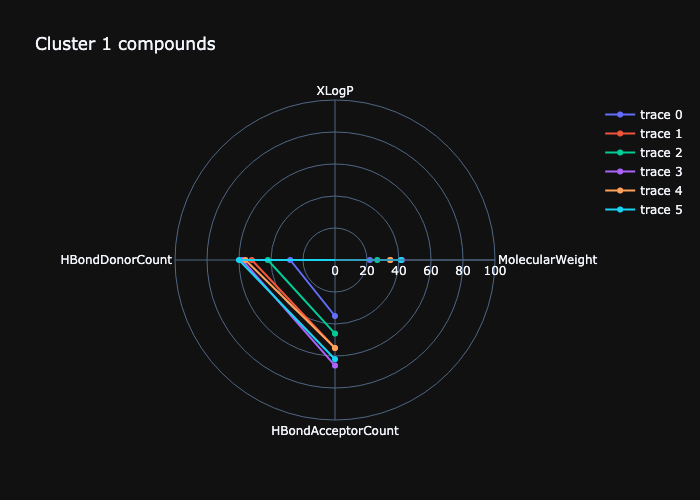 Cluster 1 compounds
XLogP
trace 0
trace 1
trace 2
trace 3
trace 4
trace 5
HBondDonorCount
MolecularWeight
0 20 40 60 80 100
HBondAcceptorCount